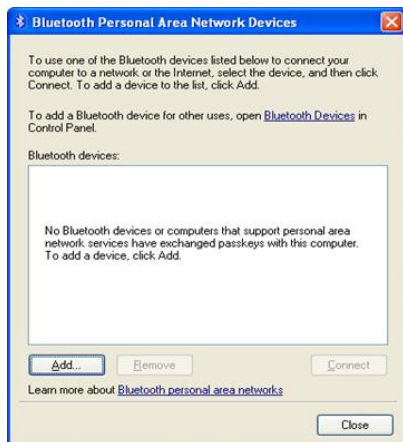 Bluetooth Personal Area Network Devices
To use one of the Bluetooth devices listed below to connect your
computer to a network or the Internet, select the device, and then click
Connect. To add a device to the list, click Add.
To add a Bluetooth device for other uses, open Bluetooth Devices in
Control Panel.
Bluetooth devices:
No Bluetooth devices or computers that support personal area
network services have exchanged passkeys with this computer.
To add a device, click Add.
Add... Remove Connect
Learn more about Bluetooth personal area networks
Close